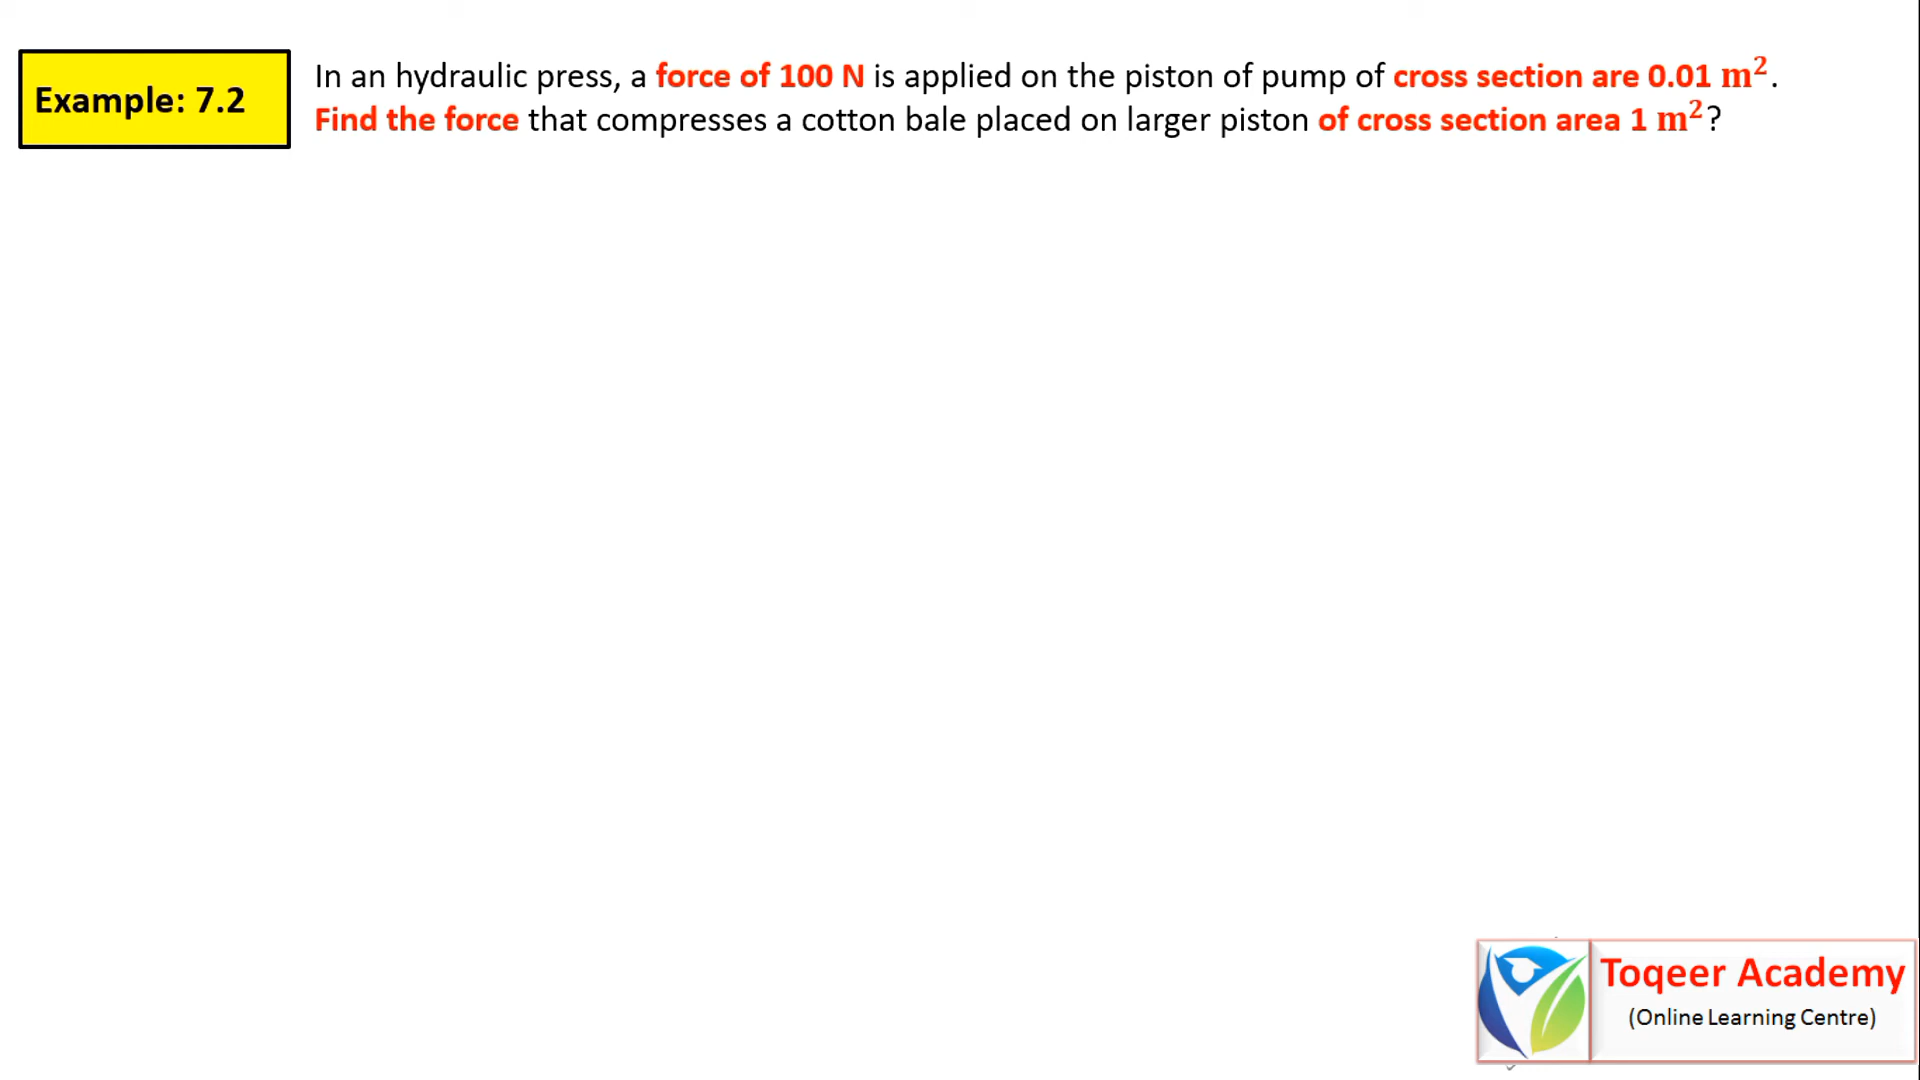 Example: 7.2
In an hydraulic press, a force of 100 N is applied on the piston of pump of cross section are 0.01 m².
Find the force that compresses a cotton bale placed on larger piston of cross section area 1 m²?
Toqeer Academy
(Online Learning Centre)